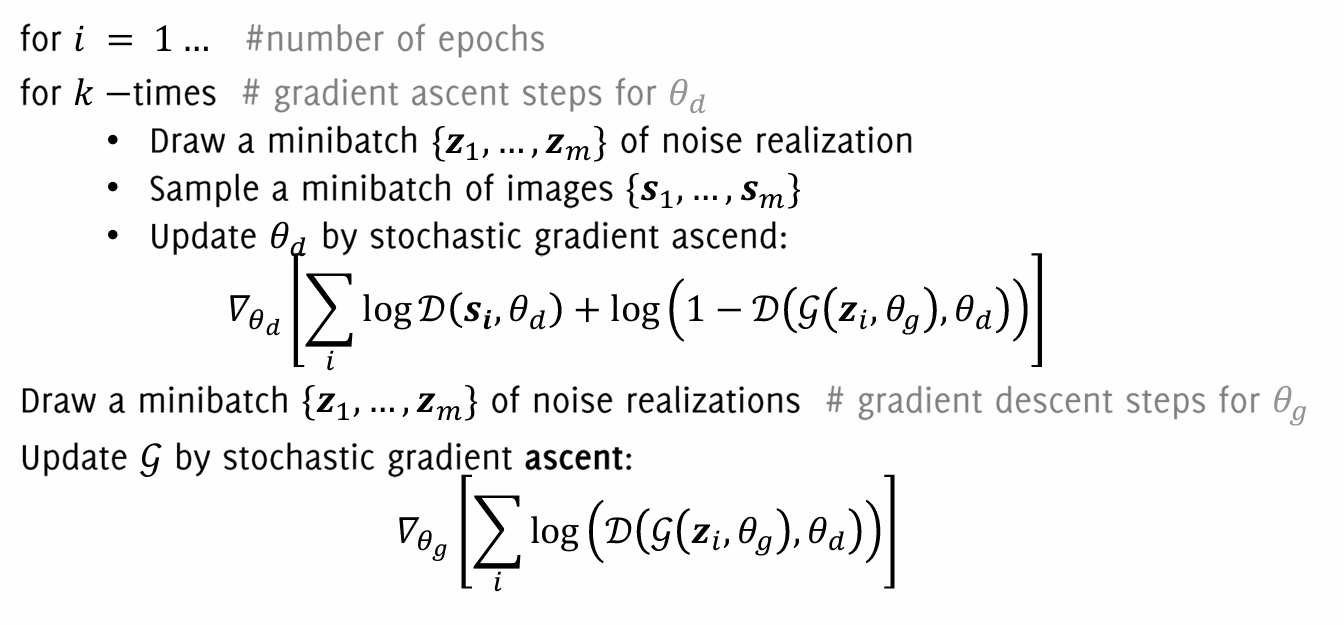 for i = 1 … #number of epochs
for k −times # gradient ascent steps for θ_d
• Draw a minibatch {z_1, … , z_m} of noise realization
• Sample a minibatch of images {s_1, … , s_m}
• Update θ_d by stochastic gradient ascend:
∇_{θ_d} [∑_i log 𝒟(s_i, θ_d) + log(1 − 𝒟(𝒢(z_i, θ_g), θ_d))]
Draw a minibatch {z_1, … , z_m} of noise realizations # gradient descent steps for θ_g
Update 𝒢 by stochastic gradient ascent:
∇_{θ_g} [∑_i log(𝒟(𝒢(z_i, θ_g), θ_d))]